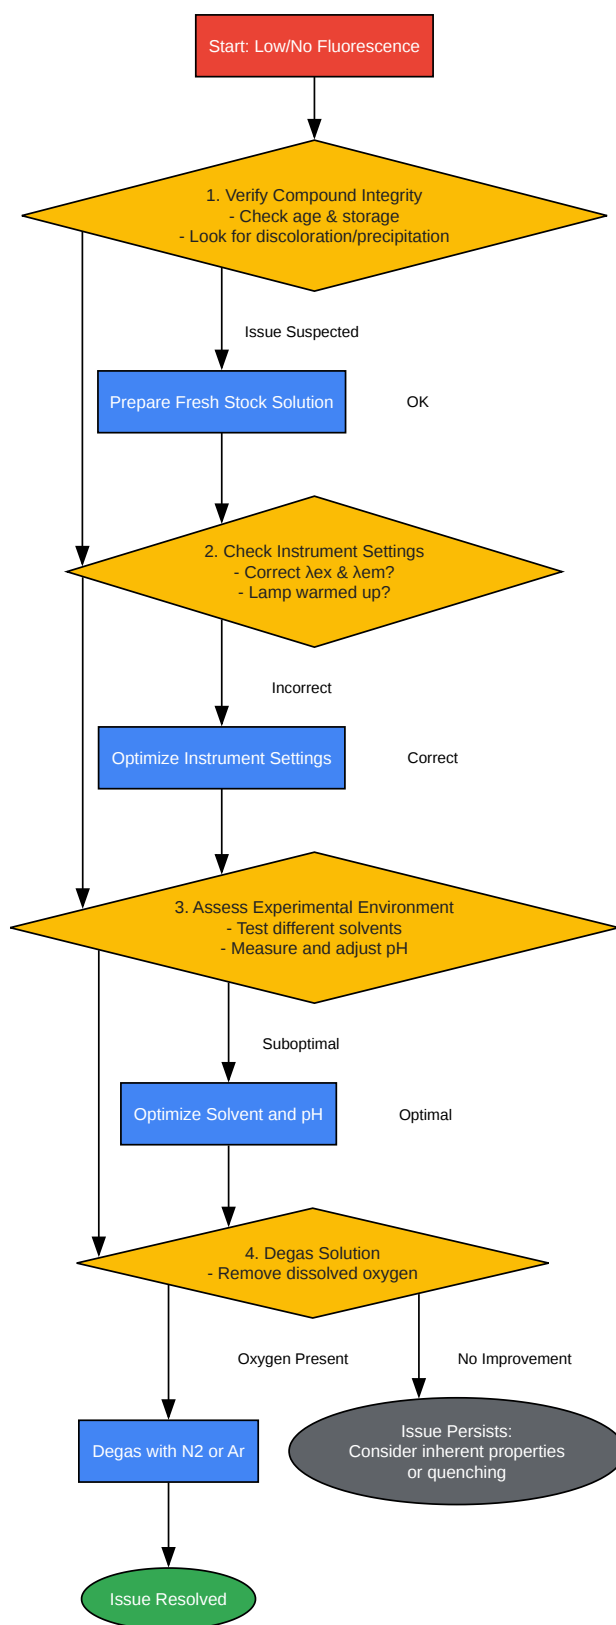 Start: Low/No Fluorescence
1. Verify Compound Integrity
- Check age & storage
- Look for discoloration/precipitation
Issue Suspected
Prepare Fresh Stock Solution
OK
2. Check Instrument Settings
- Correct λex & λem?
- Lamp warmed up?
Incorrect
Optimize Instrument Settings
Correct
3. Assess Experimental Environment
- Test different solvents
- Measure and adjust pH
Suboptimal
Optimize Solvent and pH
Optimal
4. Degas Solution
- Remove dissolved oxygen
Oxygen Present
No Improvement
Degas with N2 or Ar
Issue Persists:
Consider inherent properties
or quenching
Issue Resolved